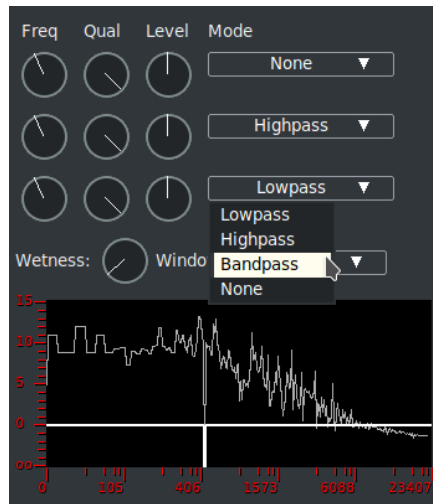 Freq Qual Level Mode
None
Highpass
Lowpass
Lowpass
Highpass
Bandpass
None
Wetness: Windo
15
10
5
0
oo
0 105 406 1573 6088 23407